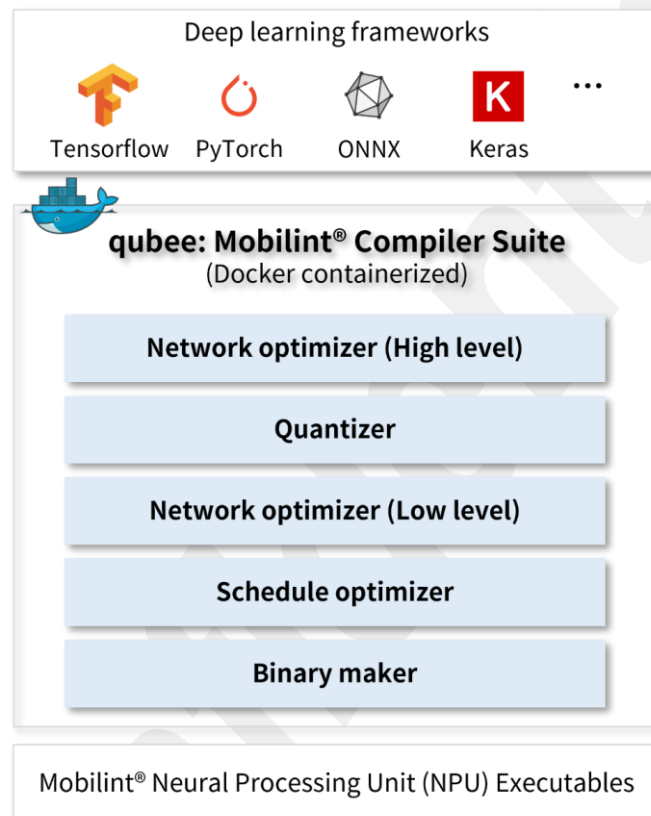 Deep learning frameworks
...
Tensorflow PyTorch ONNX Keras
qubee: Mobilint® Compiler Suite
(Docker containerized)
Network optimizer (High level)
Quantizer
Network optimizer (Low level)
Schedule optimizer
Binary maker
Mobilint® Neural Processing Unit (NPU) Executables